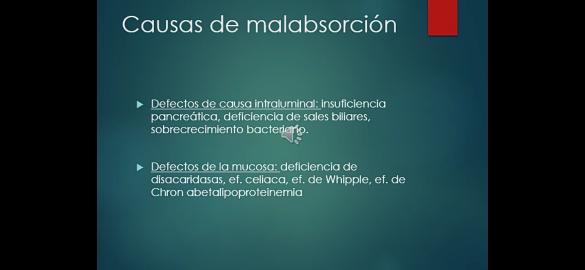 Causas de malabsorción
Defectos de causa intraluminal: insuficiencia
pancreática, deficiencia de sales biliares,
sobrecrecimiento bacteriano.
Defectos de la mucosa: deficiencia de
disacaridasas, ef. celiaca, ef. de Whipple, ef. de
Chron abetalipoproteinemia